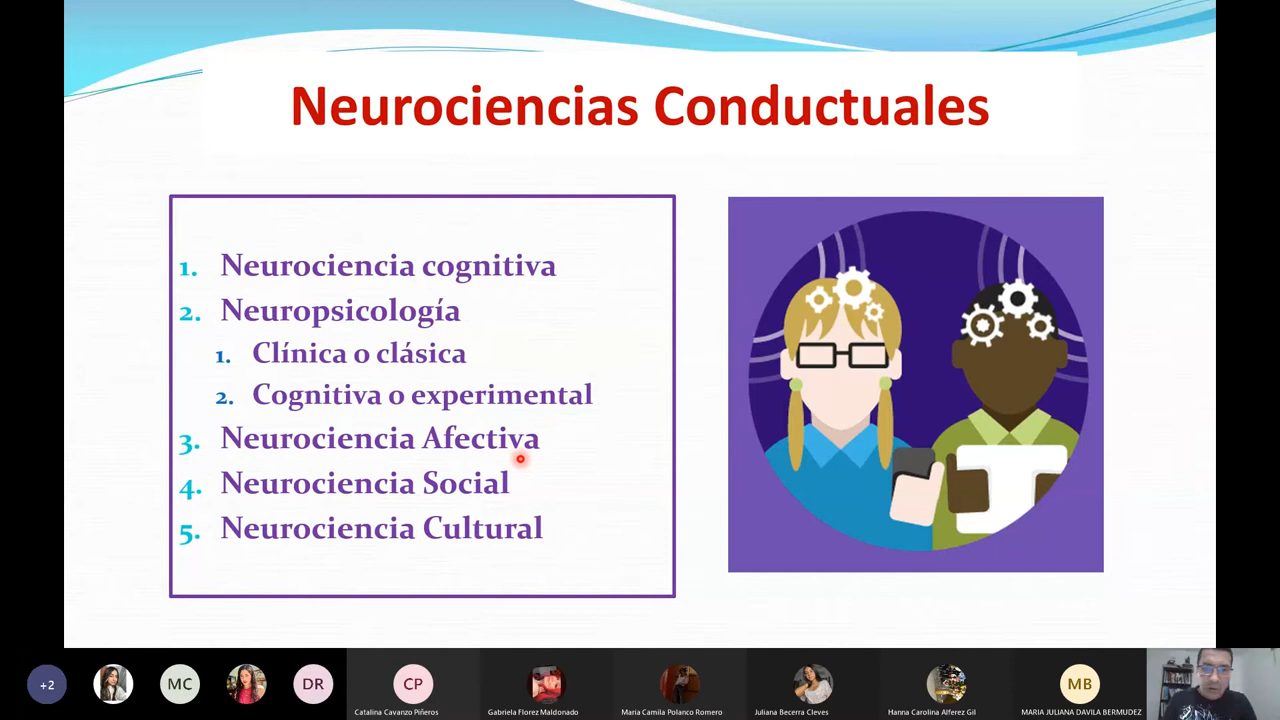 Neurociencias Conductuales
1. Neurociencia cognitiva
2. Neuropsicología
1. Clínica o clásica
2. Cognitiva o experimental
3. Neurociencia Afectiva
4. Neurociencia Social
5. Neurociencia Cultural
+2
MC
DR
CP
MB
Catalina Cavanzo Piñeros
Gabriela Florez Maldonado
Maria Camila Polanco Romero
Juliana Becerra Cleves
Hanna Carolina Alferez Gil
MARIA JULIANA DAVILA BERMUDEZ